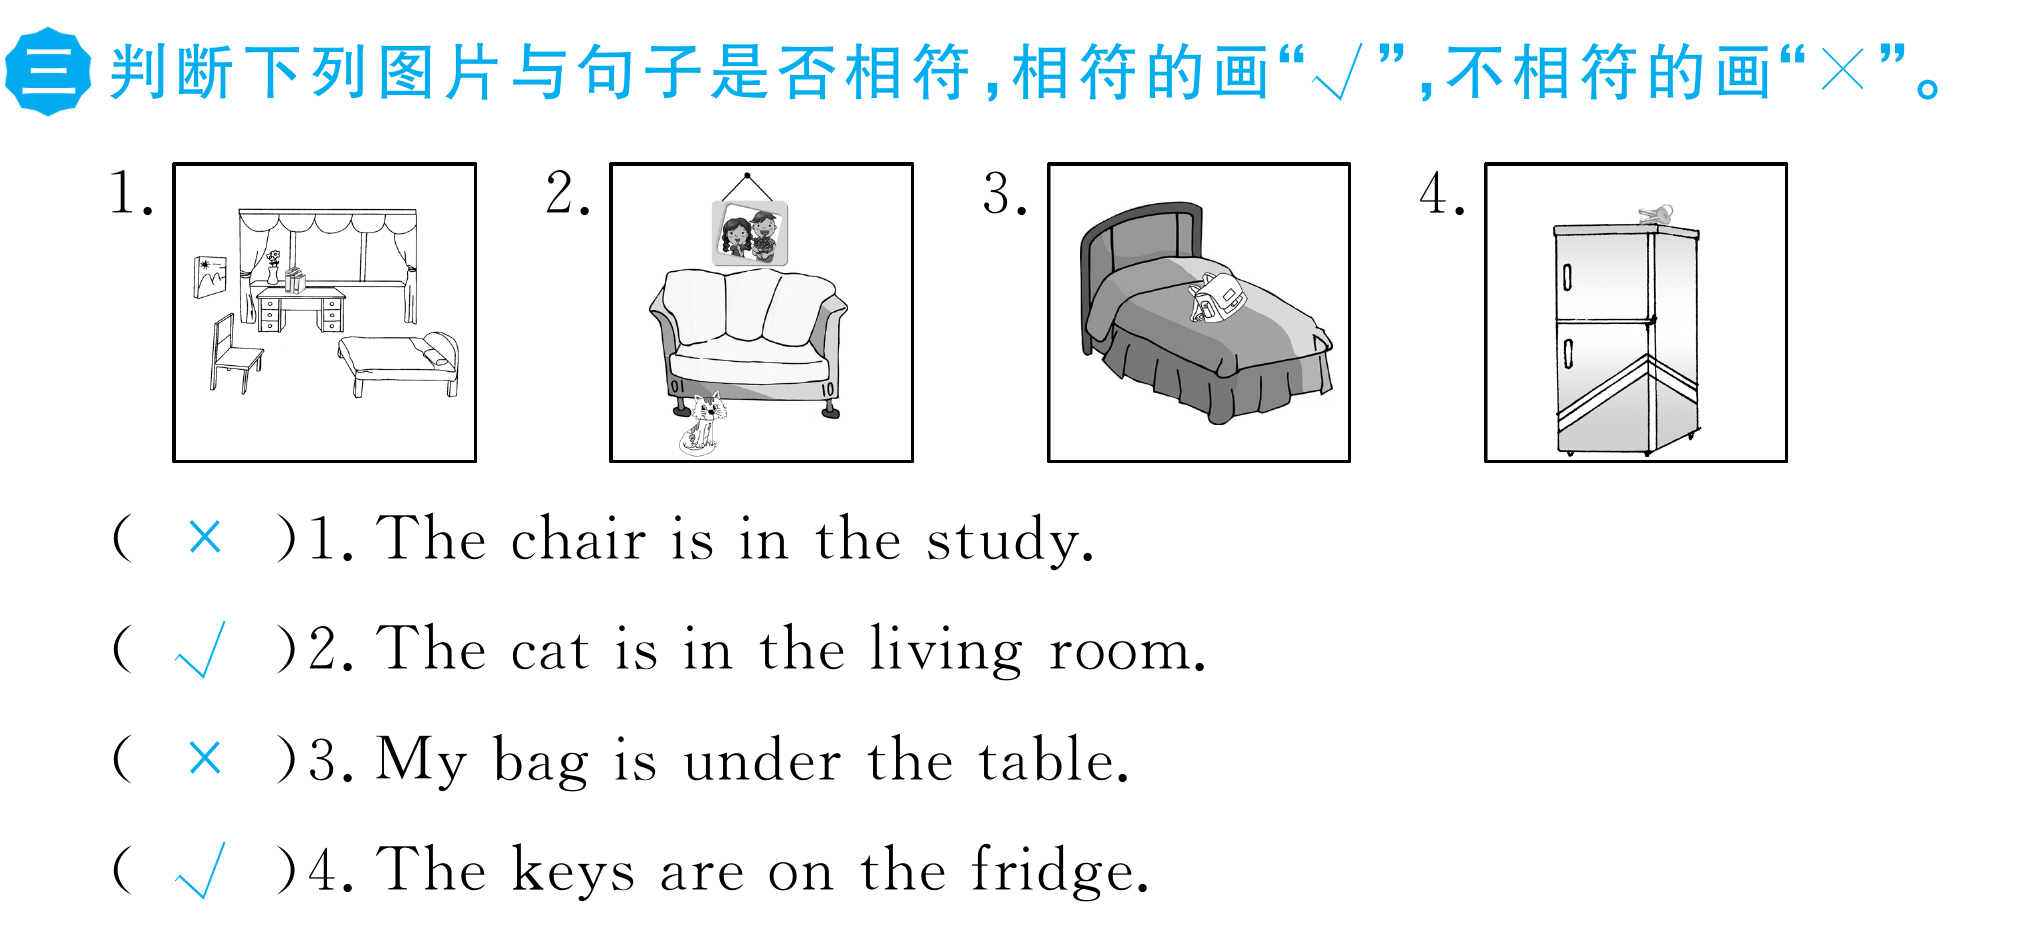 三 判断下列图片与句子是否相符,相符的画“√”,不相符的画“×”。
1. 2. 3. 4.
( × )1. The chair is in the study.
( √ )2. The cat is in the living room.
( × )3. My bag is under the table.
( √ )4. The keys are on the fridge.